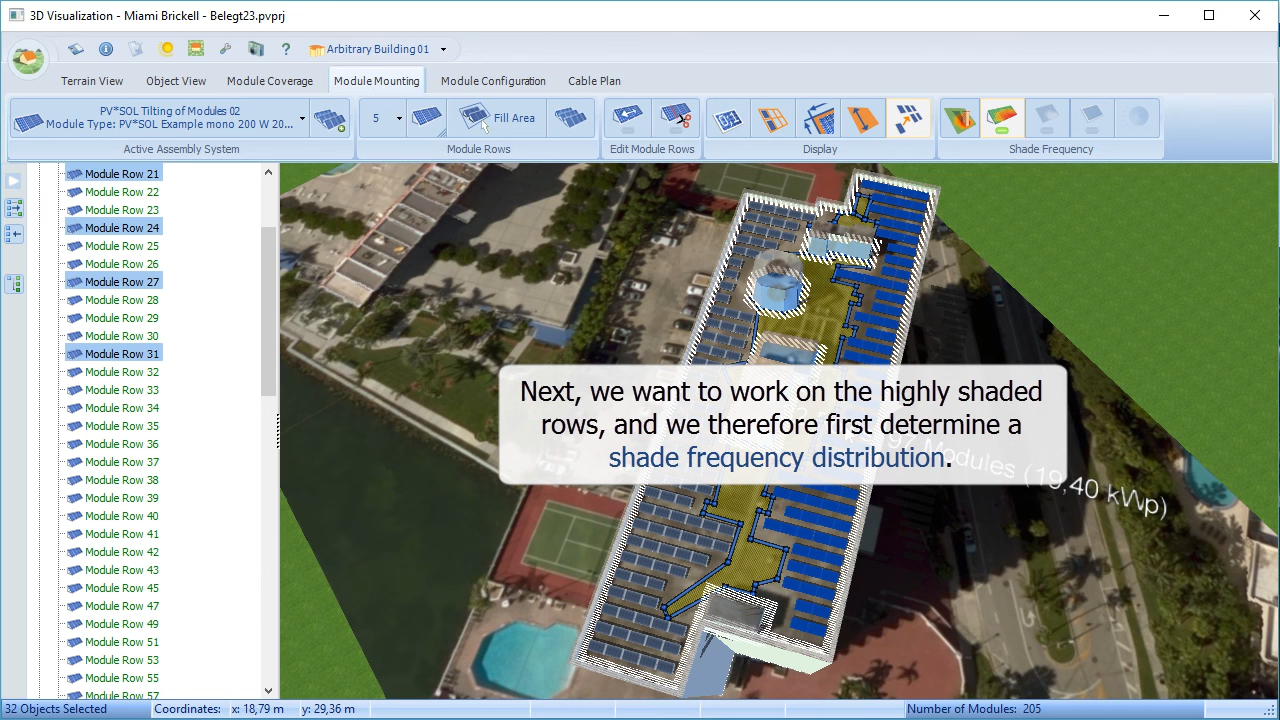 3D Visualization - Miami Brickell - Belegt23.pvprj
Arbitrary Building 01
Terrain View
Object View
Module Coverage
Module Mounting
Module Configuration
Cable Plan
PV*SOL Tilting of Modules 02
Module Type: PV*SOL Example mono 200 W 20...
5
Fill Area
Active Assembly System
Module Rows
Edit Module Rows
Display
Shade Frequency
Module Row 21
Module Row 22
Module Row 23
Module Row 24
Module Row 25
Module Row 26
Module Row 27
Module Row 28
Module Row 29
Module Row 30
Module Row 31
Module Row 32
Module Row 33
Module Row 34
Module Row 35
Module Row 36
Module Row 37
Module Row 38
Module Row 39
Module Row 40
Module Row 41
Module Row 42
Module Row 43
Module Row 45
Module Row 47
Module Row 49
Module Row 51
Module Row 53
Module Row 55
Module Row 57
Next, we want to work on the highly shaded
rows, and we therefore first determine a
shade frequency distribution.
97 Modules (19,40 kWp)
32 Objects Selected
Coordinates: x: 18,79 m y: 29,36 m
Number of Modules: 205